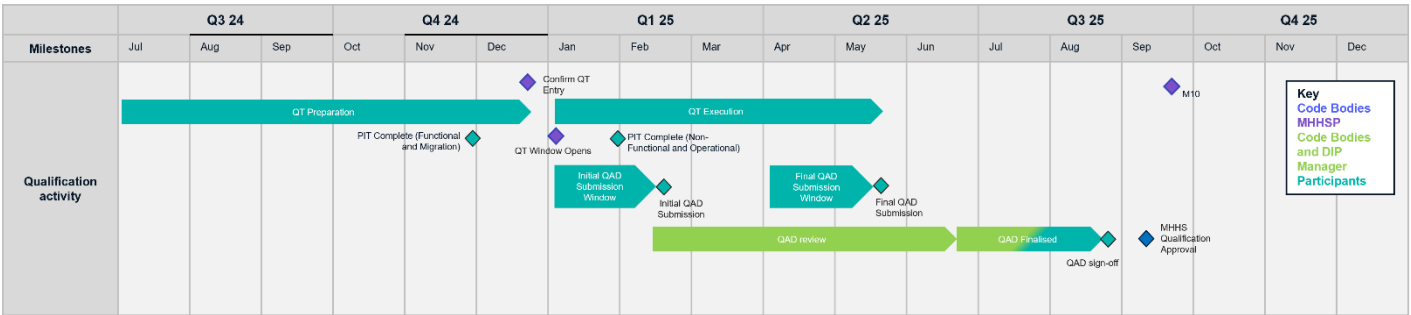 Q3 24
Q4 24
Q1 25
Q2 25
Q3 25
Q4 25
Milestones
Jul
Aug
Sep
Oct
Nov
Dec
Jan
Feb
Mar
Apr
May
Jun
Jul
Aug
Sep
Oct
Nov
Dec
Qualification
activity
Confirm QT
Entry
QT Preparation
QT Execution
M10
PIT Complete (Functional
and Migration)
QT Window Opens
PIT Complete (Non-
Functional and Operational)
Initial QAD
Submission
Window
Initial QAD
Submission
Final QAD
Submission
Window
Final QAD
Submission
QAD review
QAD Finalised
QAD sign-off
MHHS
Qualification
Approval
Key
Code Bodies
MHHSP
Code Bodies
and DIP
Manager
Participants